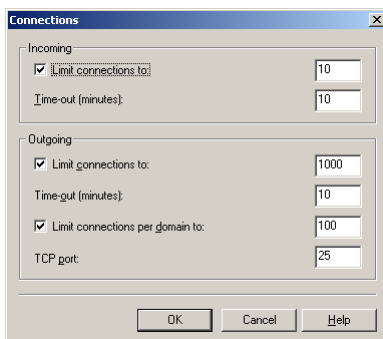 Connections
Incoming
Limit connections to: 10
Time-out (minutes): 10
Outgoing
Limit connections to: 1000
Time-out (minutes): 10
Limit connections per domain to: 100
TCP port: 25
OK Cancel Help